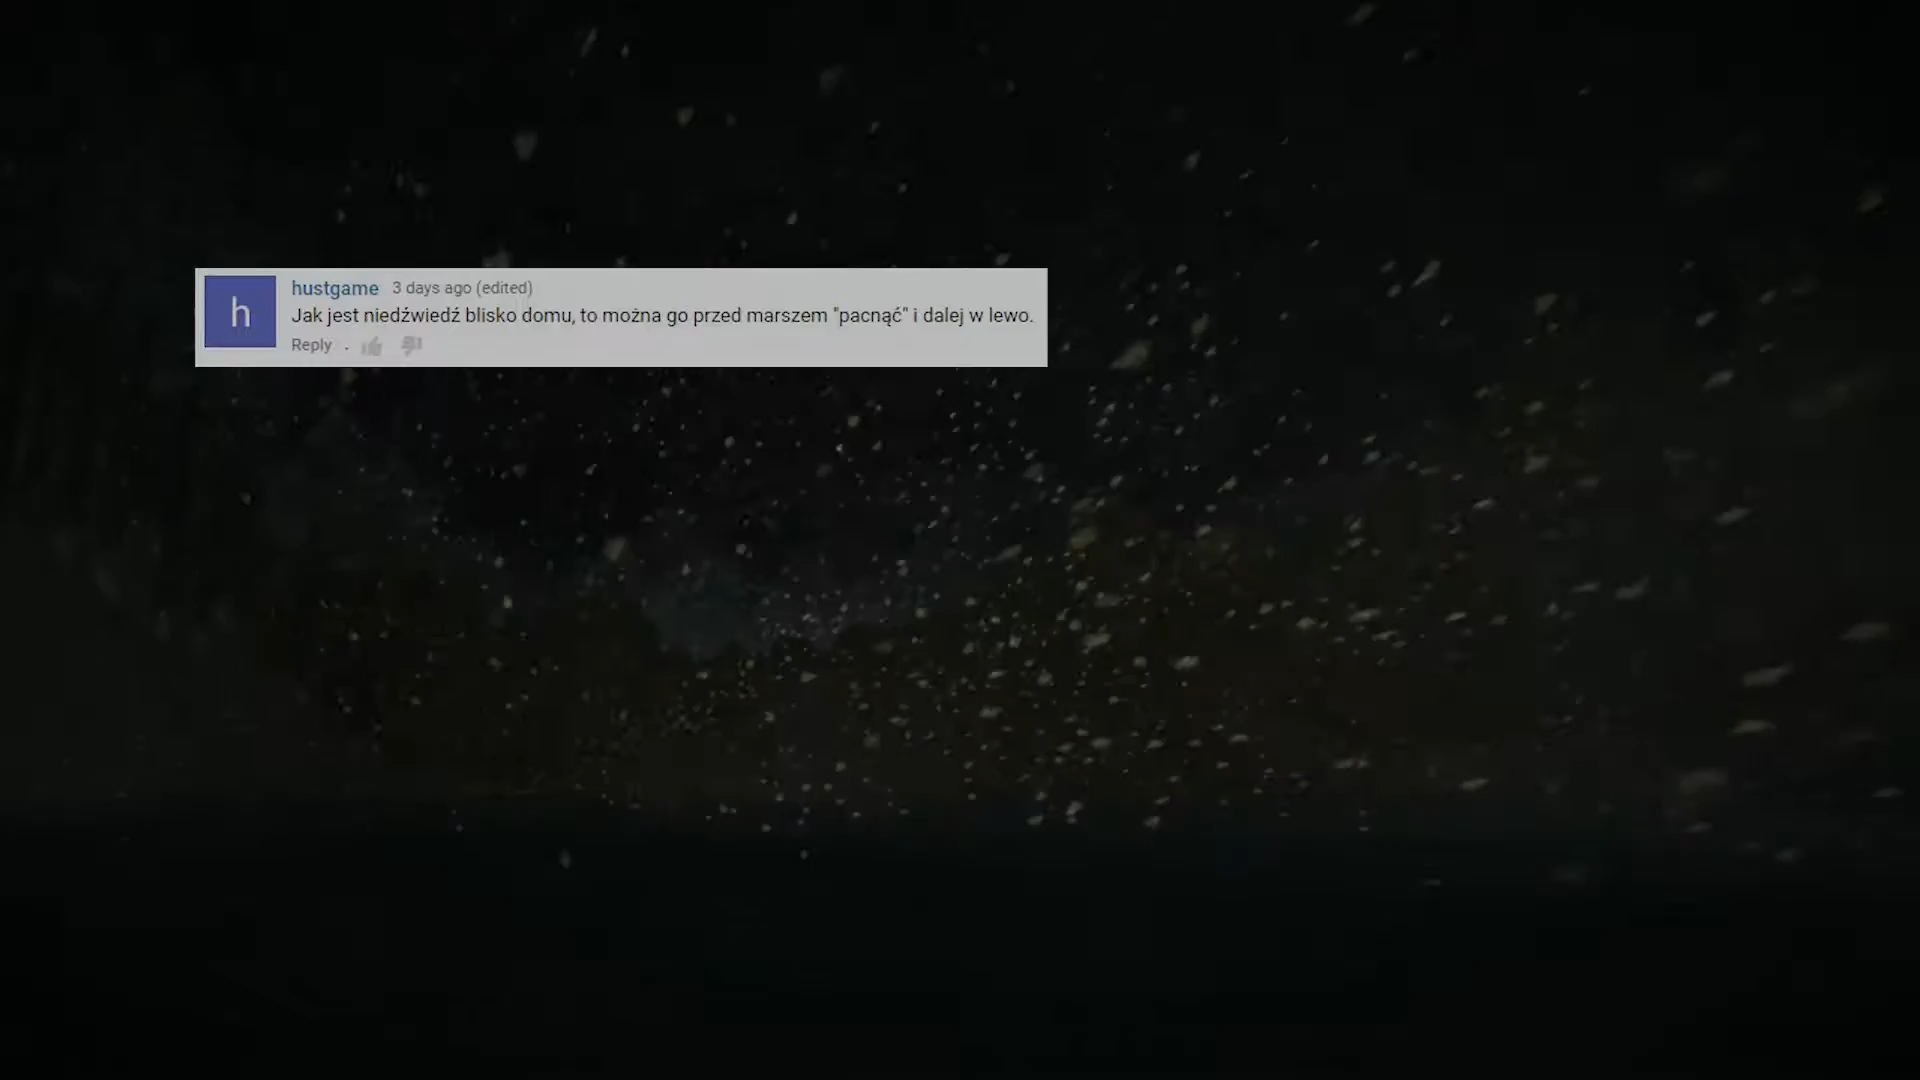 h
hustgame 3 days ago (edited)
Jak jest niedźwiedź blisko domu, to można go przed marszem "pacnąć" i dalej w lewo.
Reply .